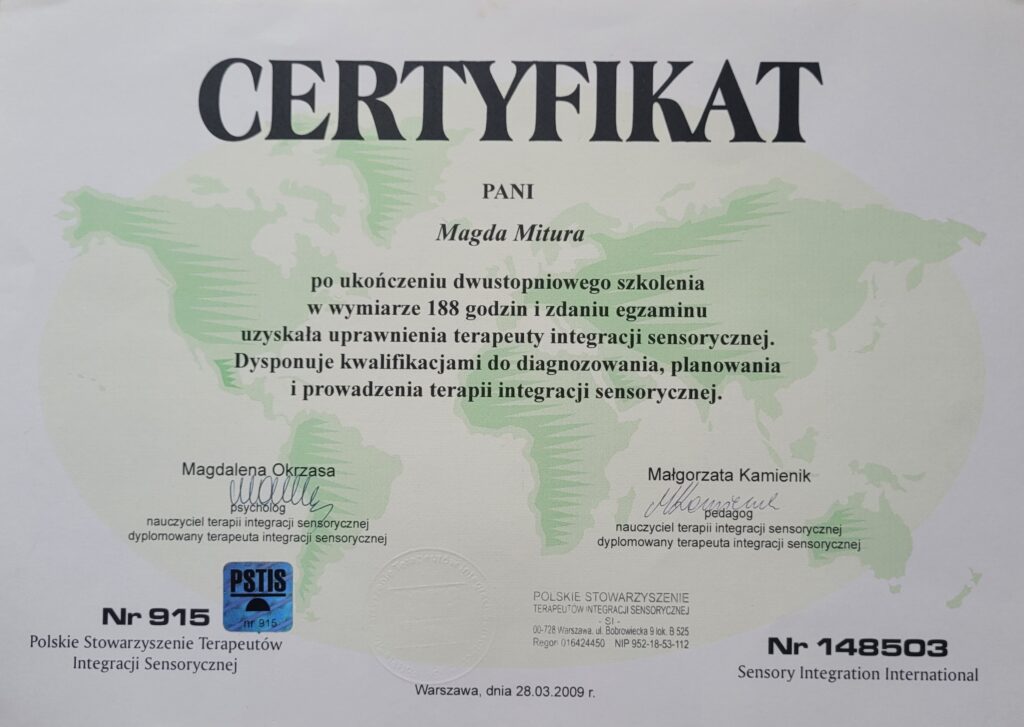 CERTYFIKAT
PANI
Magda Mitura
po ukończeniu dwustopniowego szkolenia
w wymiarze 188 godzin i zdaniu egzaminu
uzyskała uprawnienia terapeuty integracji sensorycznej.
Dysponuje kwalifikacjami do diagnozowania, planowania
i prowadzenia terapii integracji sensorycznej.
Magdalena Okrzasa
psycholog
nauczyciel terapii integracji sensorycznej
dyplomowany terapeuta integracji sensorycznej
Małgorzata Kamienik
pedagog
nauczyciel terapii integracji sensorycznej
dyplomowany terapeuta integracji sensorycznej
PSTIS
nr 915
Nr 915
Polskie Stowarzyszenie Terapeutów
Integracji Sensorycznej
POLSKIE STOWARZYSZENIE
TERAPEUTÓW INTEGRACJI SENSORYCZNEJ
- SI -
00-728 Warszawa, ul. Bobrowiecka 9 lok. B 525
Regon 016424450 NIP 952-18-53-112
Nr 148503
Sensory Integration International
Warszawa, dnia 28.03.2009 r.